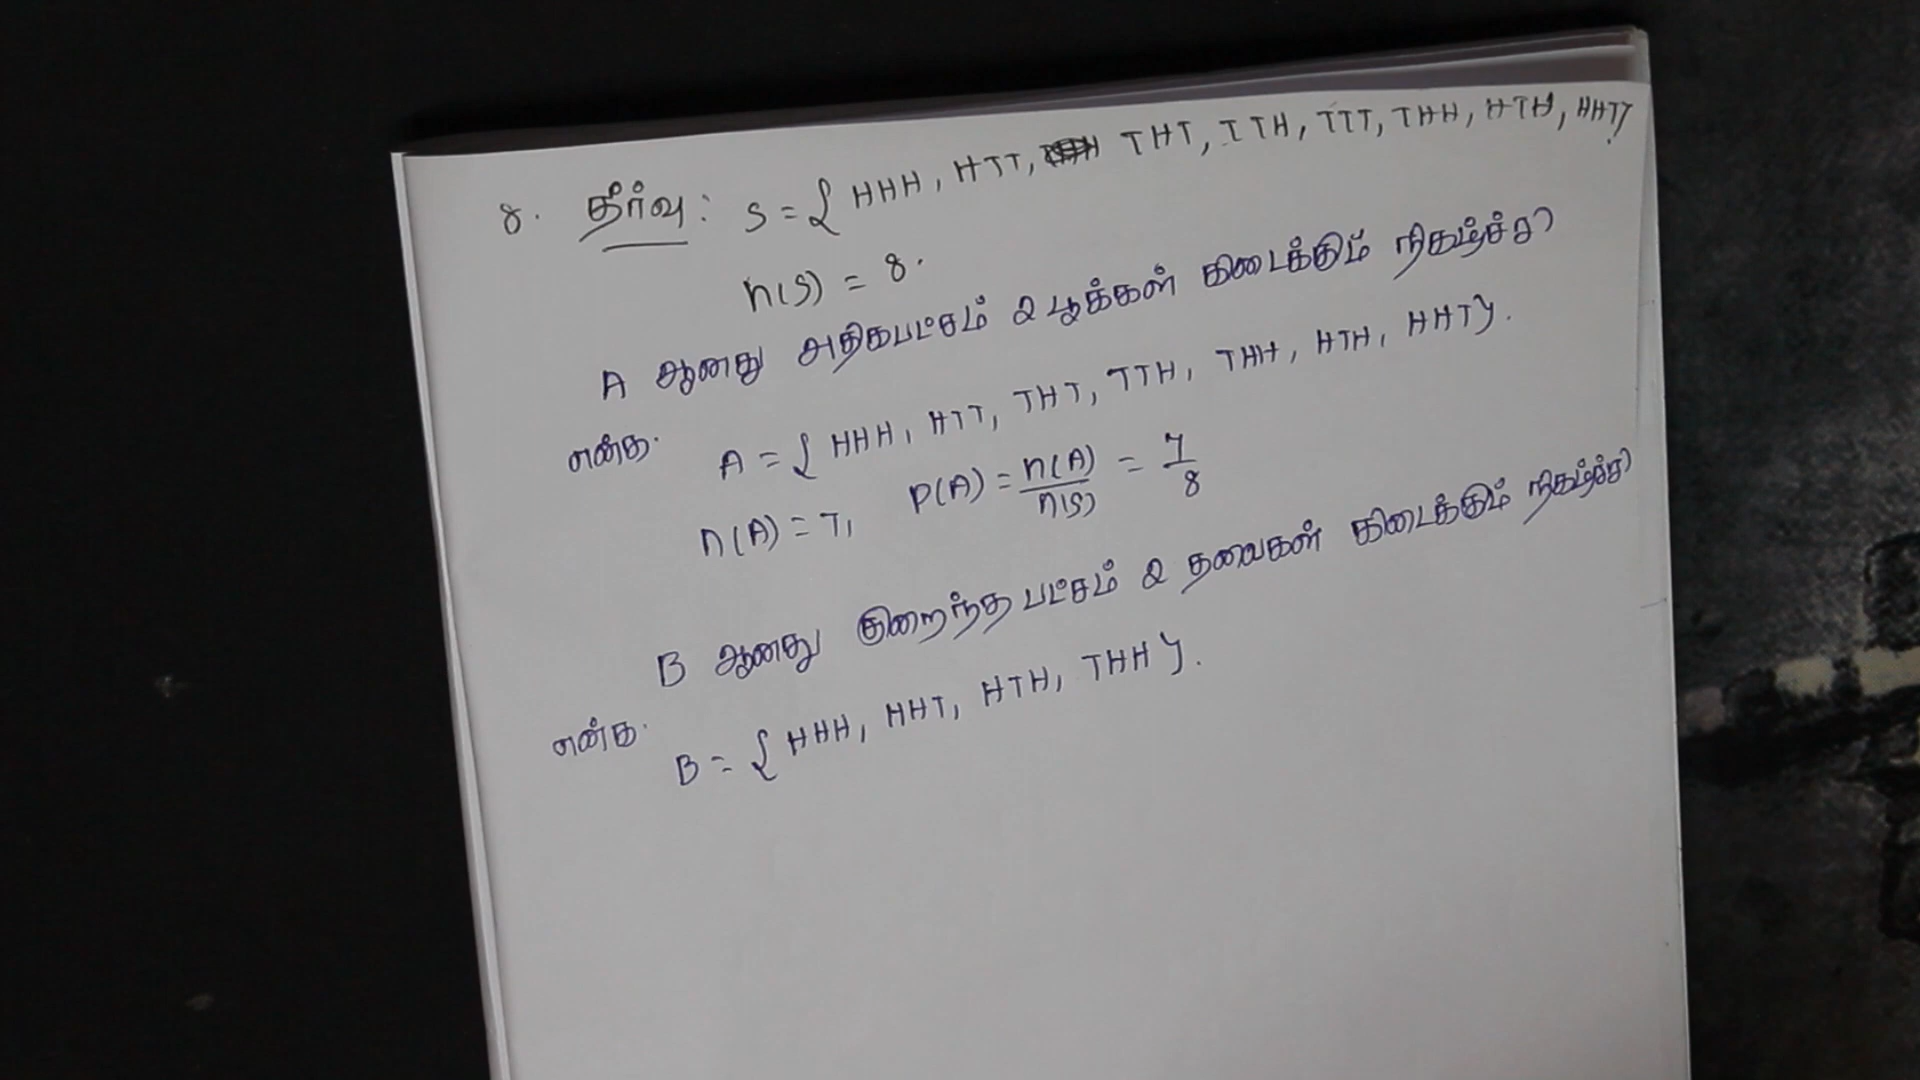 8. தீர்வு: S = { HHH, HTT, THT, TTH, TTT, THH, HTH, HHT}
n(S) = 8.
A ஆனது அதிகபட்சம் 2 பூக்கள் கிடைக்கும் நிகழ்ச்சி
என்க. A = { HHH, HTT, THT, TTH, THH, HTH, HHT}.
n(A) = 7, P(A) = n(A)/n(S) = 7/8
B ஆனது குறைந்தபட்சம் 2 தலைகள் கிடைக்கும் நிகழ்ச்சி
என்க. B = { HHH, HHT, HTH, THH }.